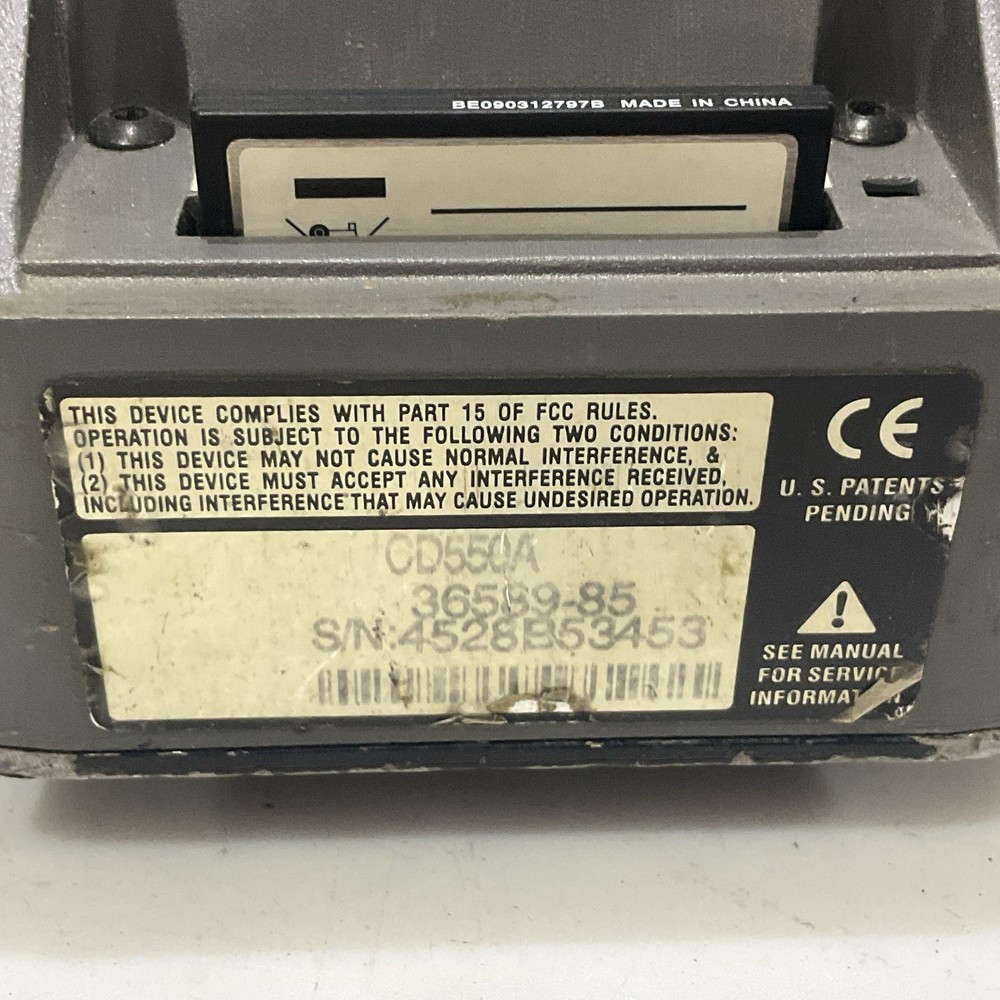 BE090312797B MADE IN CHINA
THIS DEVICE COMPLIES WITH PART 15 OF FCC RULES.
OPERATION IS SUBJECT TO THE FOLLOWING TWO CONDITIONS:
(1) THIS DEVICE MAY NOT CAUSE NORMAL INTERFERENCE, &
(2) THIS DEVICE MUST ACCEPT ANY INTERFERENCE RECEIVED,
INCLUDING INTERFERENCE THAT MAY CAUSE UNDESIRED OPERATION.
CE
U. S. PATENTS
PENDING
CD550A
36589-85
S/N:4528B53453
SEE MANUAL
FOR SERVICE
INFORMATION